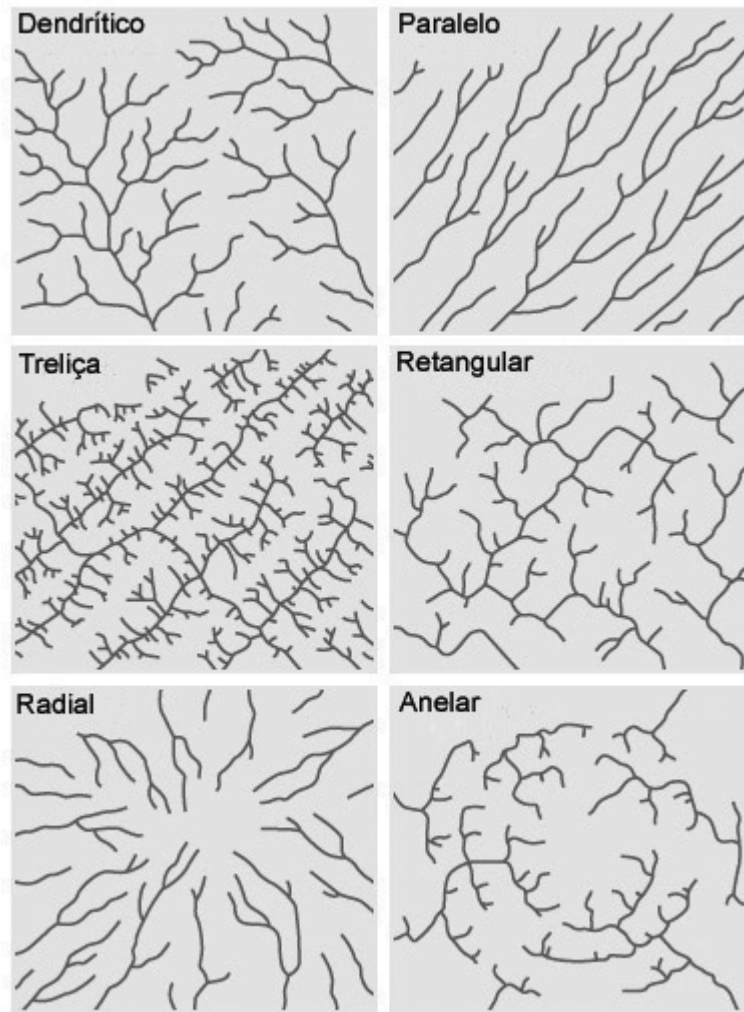 Dendrítico
Paralelo
Treliça
Retangular
Radial
Anelar